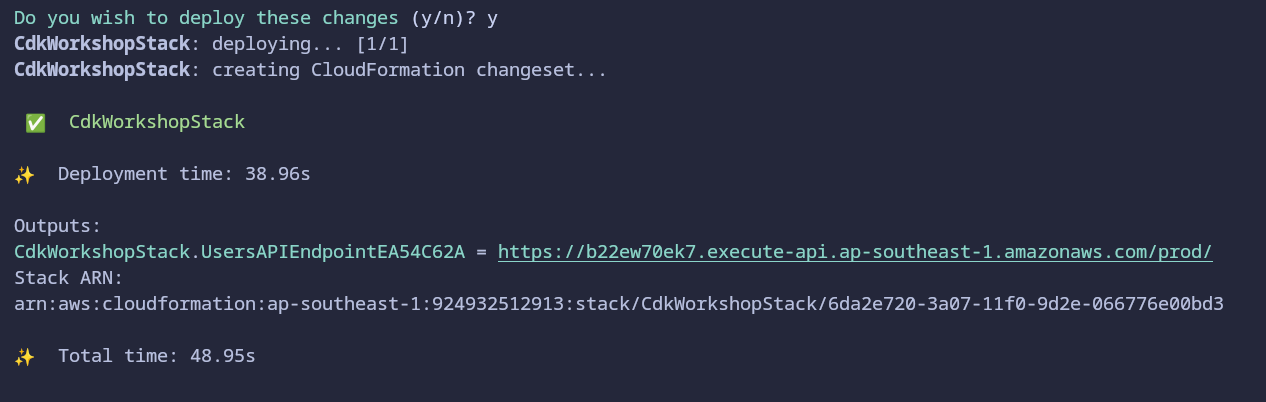 Do you wish to deploy these changes (y/n)? y
CdkWorkshopStack: deploying... [1/1]
CdkWorkshopStack: creating CloudFormation changeset...
✅  CdkWorkshopStack
✨  Deployment time: 38.96s
Outputs:
CdkWorkshopStack.UsersAPIEndpointEA54C62A = https://b22ew70ek7.execute-api.ap-southeast-1.amazonaws.com/prod/
Stack ARN:
arn:aws:cloudformation:ap-southeast-1:924932512913:stack/CdkWorkshopStack/6da2e720-3a07-11f0-9d2e-066776e00bd3
✨  Total time: 48.95s